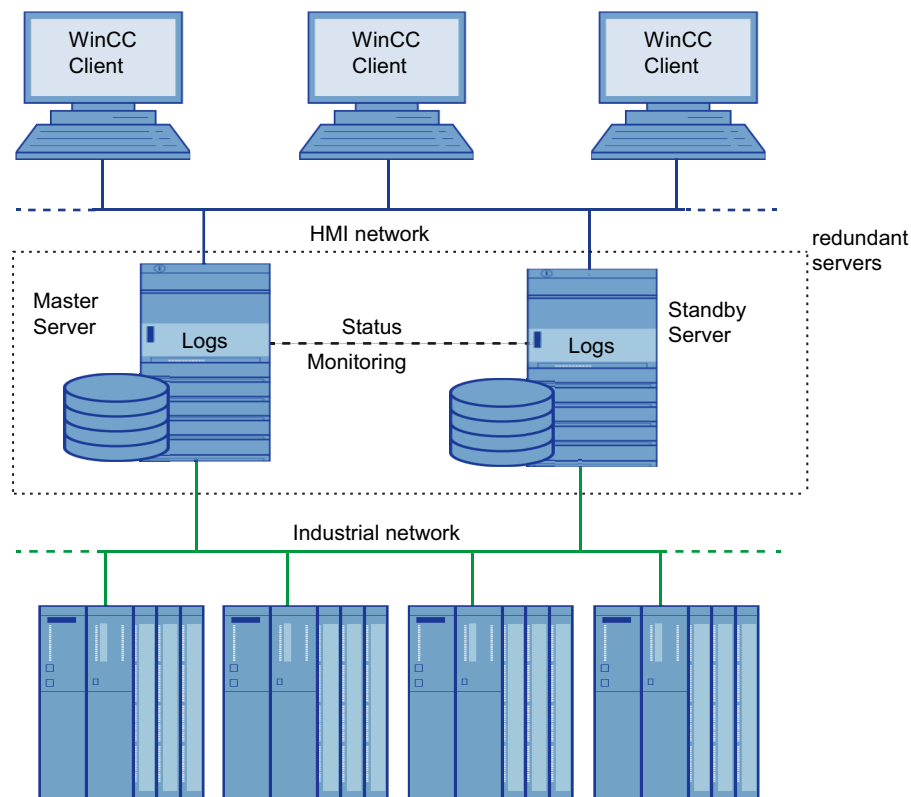 WinCC
Client
WinCC
Client
WinCC
Client
HMI network
redundant
servers
Master
Server
Logs
Status
Monitoring
Logs
Standby
Server
Industrial network